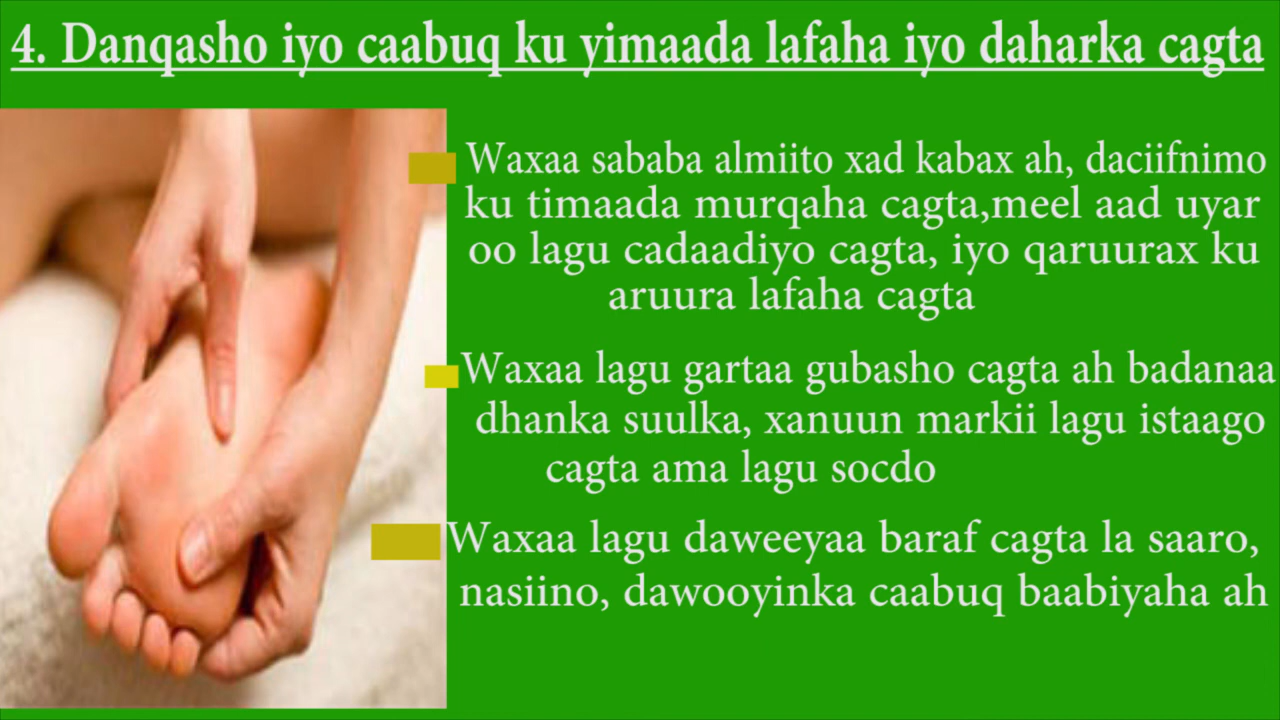 4. Danqasho iyo caabuq ku yimaada lafaha iyo daharka cagta
Waxaa sababa almiito xad kabax ah, daciifnimo
ku timaada murqaha cagta,meel aad uyar
oo lagu cadaadiyo cagta, iyo qaruurax ku
aruura lafaha cagta
Waxaa lagu gartaa gubasho cagta ah badanaa
dhanka suulka, xanuun markii lagu istaago
cagta ama lagu socdo
Waxaa lagu daweeyaa baraf cagta la saaro,
nasiino, dawooyinka caabuq baabiyaha ah